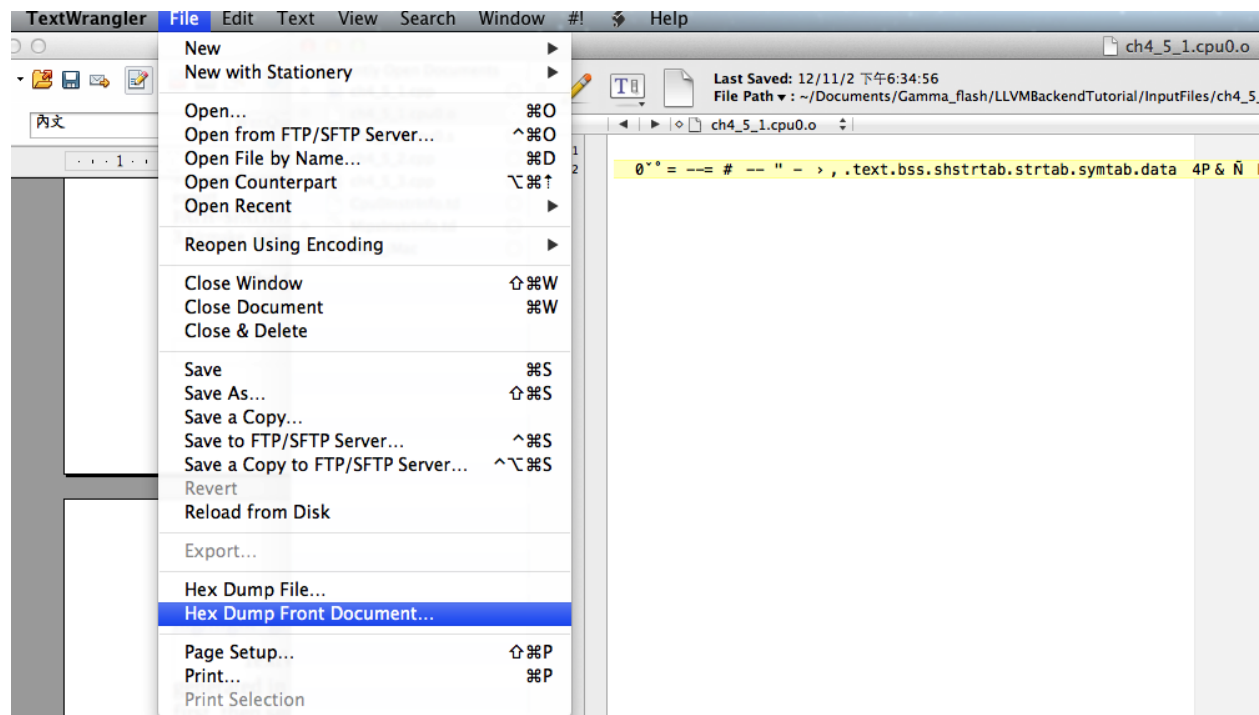 TextWrangler File Edit Text View Search Window #! Help
ch4_5_1.cpu0.o
Last Saved: 12/11/2 下午6:34:56
File Path ▾ : ~/Documents/Gamma_flash/LLVMBackendTutorial/InputFiles/ch4_5_
內文
ch4_5_1.cpu0.o
1
1
2
0ˇ° = --= # -- " - › , .text.bss.shstrtab.strtab.symtab.data 4P & Ñ
New ▶
New with Stationery ▶
Open... ⌘O
Open from FTP/SFTP Server... ^⌘O
Open File by Name... ⌘D
Open Counterpart ⌥⌘↑
Open Recent ▶
Reopen Using Encoding ▶
Close Window ⇧⌘W
Close Document ⌘W
Close & Delete
Save ⌘S
Save As... ⇧⌘S
Save a Copy...
Save to FTP/SFTP Server... ^⌘S
Save a Copy to FTP/SFTP Server... ^⌥⌘S
Revert
Reload from Disk
Export...
Hex Dump File...
Hex Dump Front Document...
Page Setup... ⇧⌘P
Print... ⌘P
Print Selection